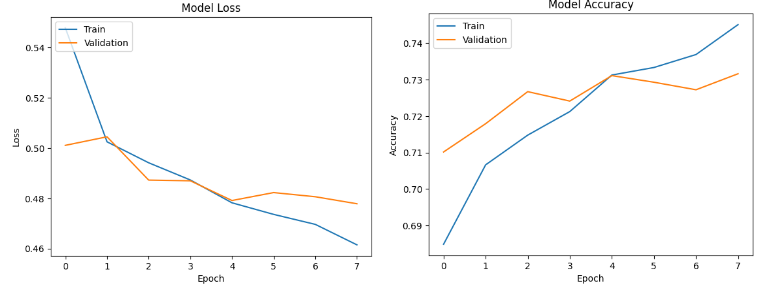 Model Loss
Train
Validation
0.54
0.52
0.50
0.48
0.46
Loss
0 1 2 3 4 5 6 7
Epoch
Model Accuracy
Train
Validation
0.74
0.73
0.72
0.71
0.70
0.69
Accuracy
0 1 2 3 4 5 6 7
Epoch